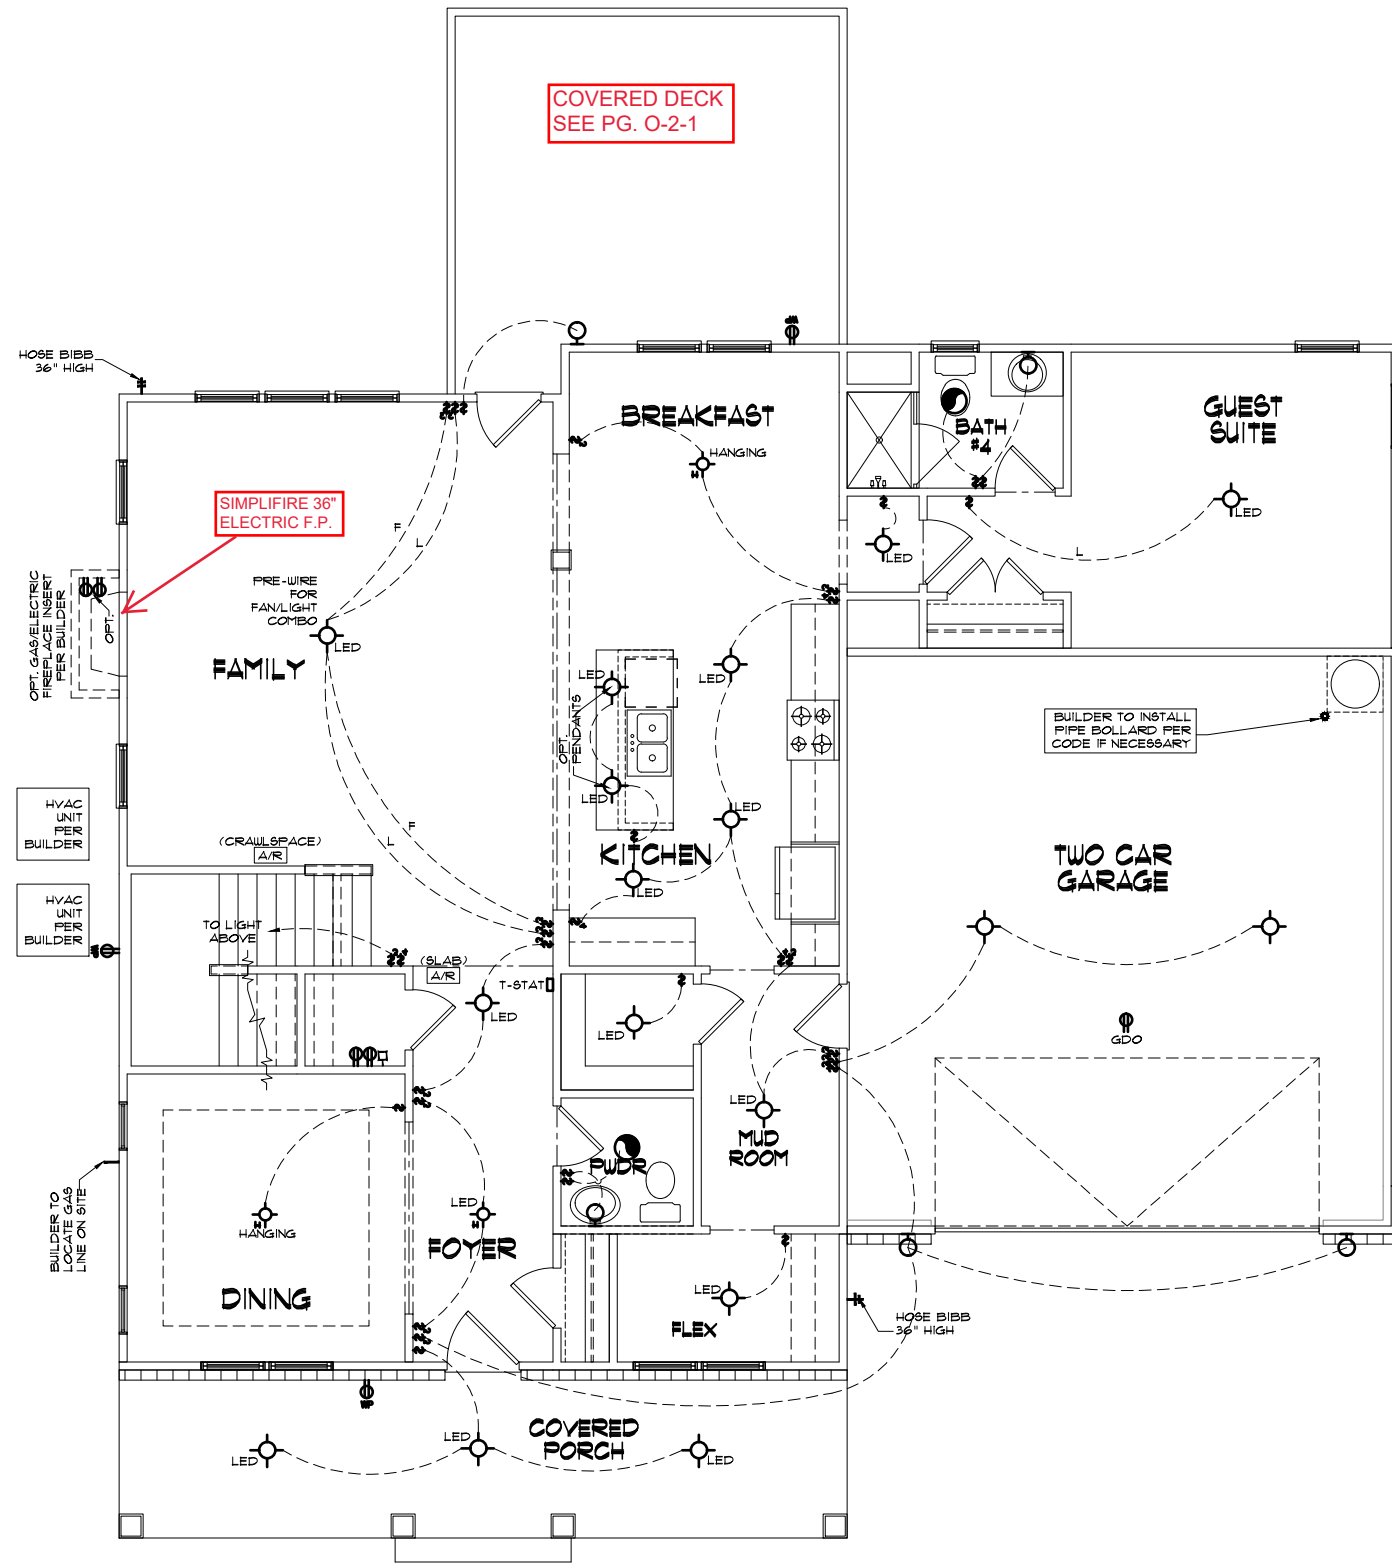 COVERED DECK
SEE PG. O-2-1
HOSE BIBB
36" HIGH
BREAKFAST
HANGING
BATH
#4
GUEST
SUITE
LED
LED
L
SIMPLIFIRE 36"
ELECTRIC F.P.
F
L
PRE-WIRE
FOR
FAN/LIGHT
COMBO
LED
FAMILY
OPT. GAS/ELECTRIC
FIREPLACE INSERT
PER BUILDER
OPT.
LED
LED
OPT.
PENDANTS
LED
LED
BUILDER TO INSTALL
PIPE BOLLARD PER
CODE IF NECESSARY
HVAC
UNIT
PER
BUILDER
HVAC
UNIT
PER
BUILDER
WP
(CRAWLSPACE)
A/R
F
L
KITCHEN
LED
TWO CAR
GARAGE
TO LIGHT
ABOVE
(SLAB)
A/R
T-STAT
LED
LED
GDO
LED
MUD
ROOM
PWDR
BUILDER TO
LOCATE GAS
LINE ON SITE
HANGING
H
LED
H
FOYER
DINING
LED
FLEX
HOSE BIBB
36" HIGH
WP
COVERED
PORCH
LED
LED
LED